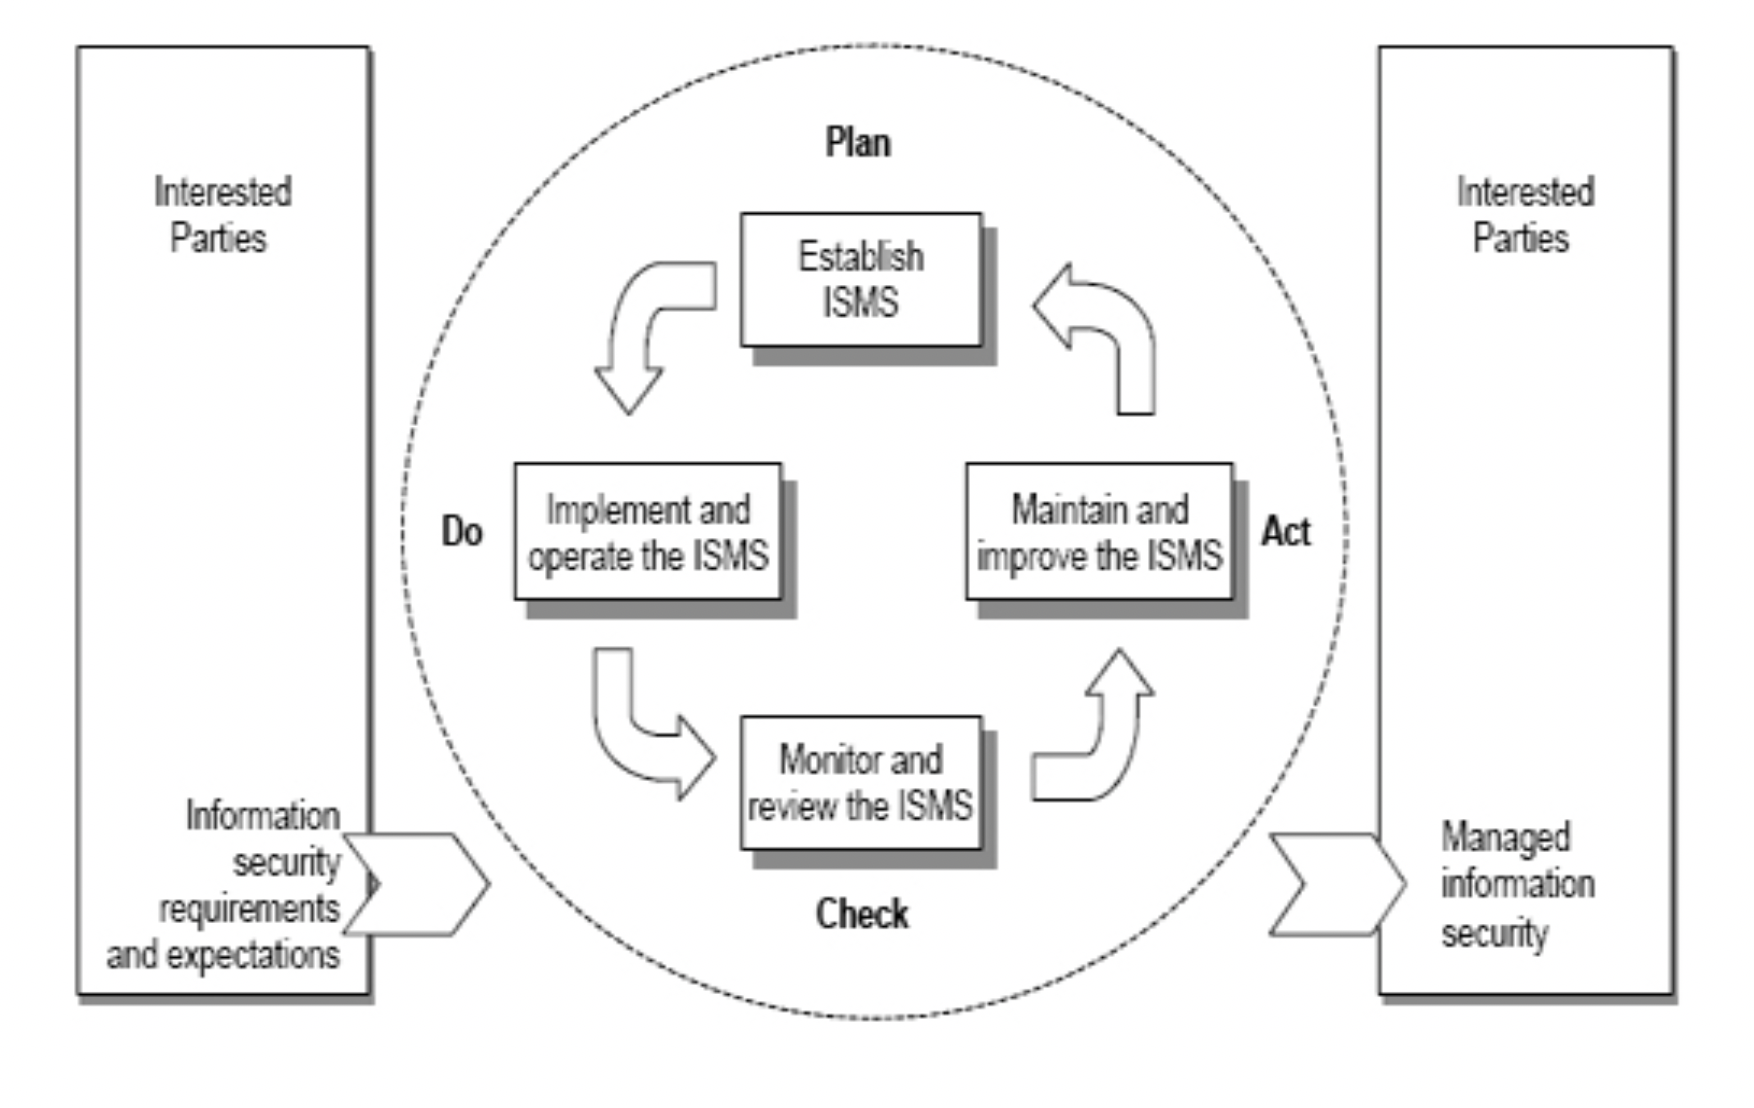 Interested
Parties
Information
security
requirements
and expectations
Plan
Establish
ISMS
Do
Implement and
operate the ISMS
Maintain and
improve the ISMS
Act
Monitor and
review the ISMS
Check
Interested
Parties
Managed
information
security